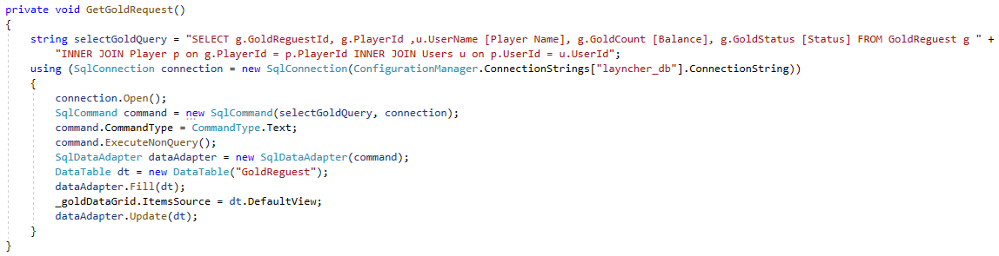 private void GetGoldRequest()
{
string selectGoldQuery = "SELECT g.GoldReguestId, g.PlayerId ,u.UserName [Player Name], g.GoldCount [Balance], g.GoldStatus [Status] FROM GoldReguest g " +
"INNER JOIN Player p on g.PlayerId = p.PlayerId INNER JOIN Users u on p.UserId = u.UserId";
using (SqlConnection connection = new SqlConnection(ConfigurationManager.ConnectionStrings["layncher_db"].ConnectionString))
{
connection.Open();
SqlCommand command = new SqlCommand(selectGoldQuery, connection);
command.CommandType = CommandType.Text;
command.ExecuteNonQuery();
SqlDataAdapter dataAdapter = new SqlDataAdapter(command);
DataTable dt = new DataTable("GoldReguest");
dataAdapter.Fill(dt);
_goldDataGrid.ItemsSource = dt.DefaultView;
dataAdapter.Update(dt);
}
}